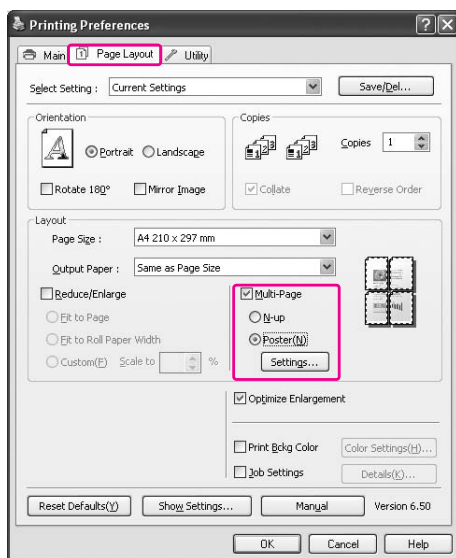 Printing Preferences
Main Page Layout Utility
Select Setting : Current Settings Save/Del...
Orientation
A Portrait Landscape
Rotate 180° Mirror Image
Copies
Copies 1
Collate Reverse Order
Layout
Page Size : A4 210 x 297 mm
Output Paper : Same as Page Size
Reduce/Enlarge
Fit to Page
Fit to Roll Paper Width
Custom(F) Scale to %
Multi-Page
N-up
Poster(N)
Settings...
Optimize Enlargement
Print Bckg Color Color Settings(H)...
Job Settings Details(K)...
Reset Defaults(Y) Show Settings... Manual Version 6.50
OK Cancel Help